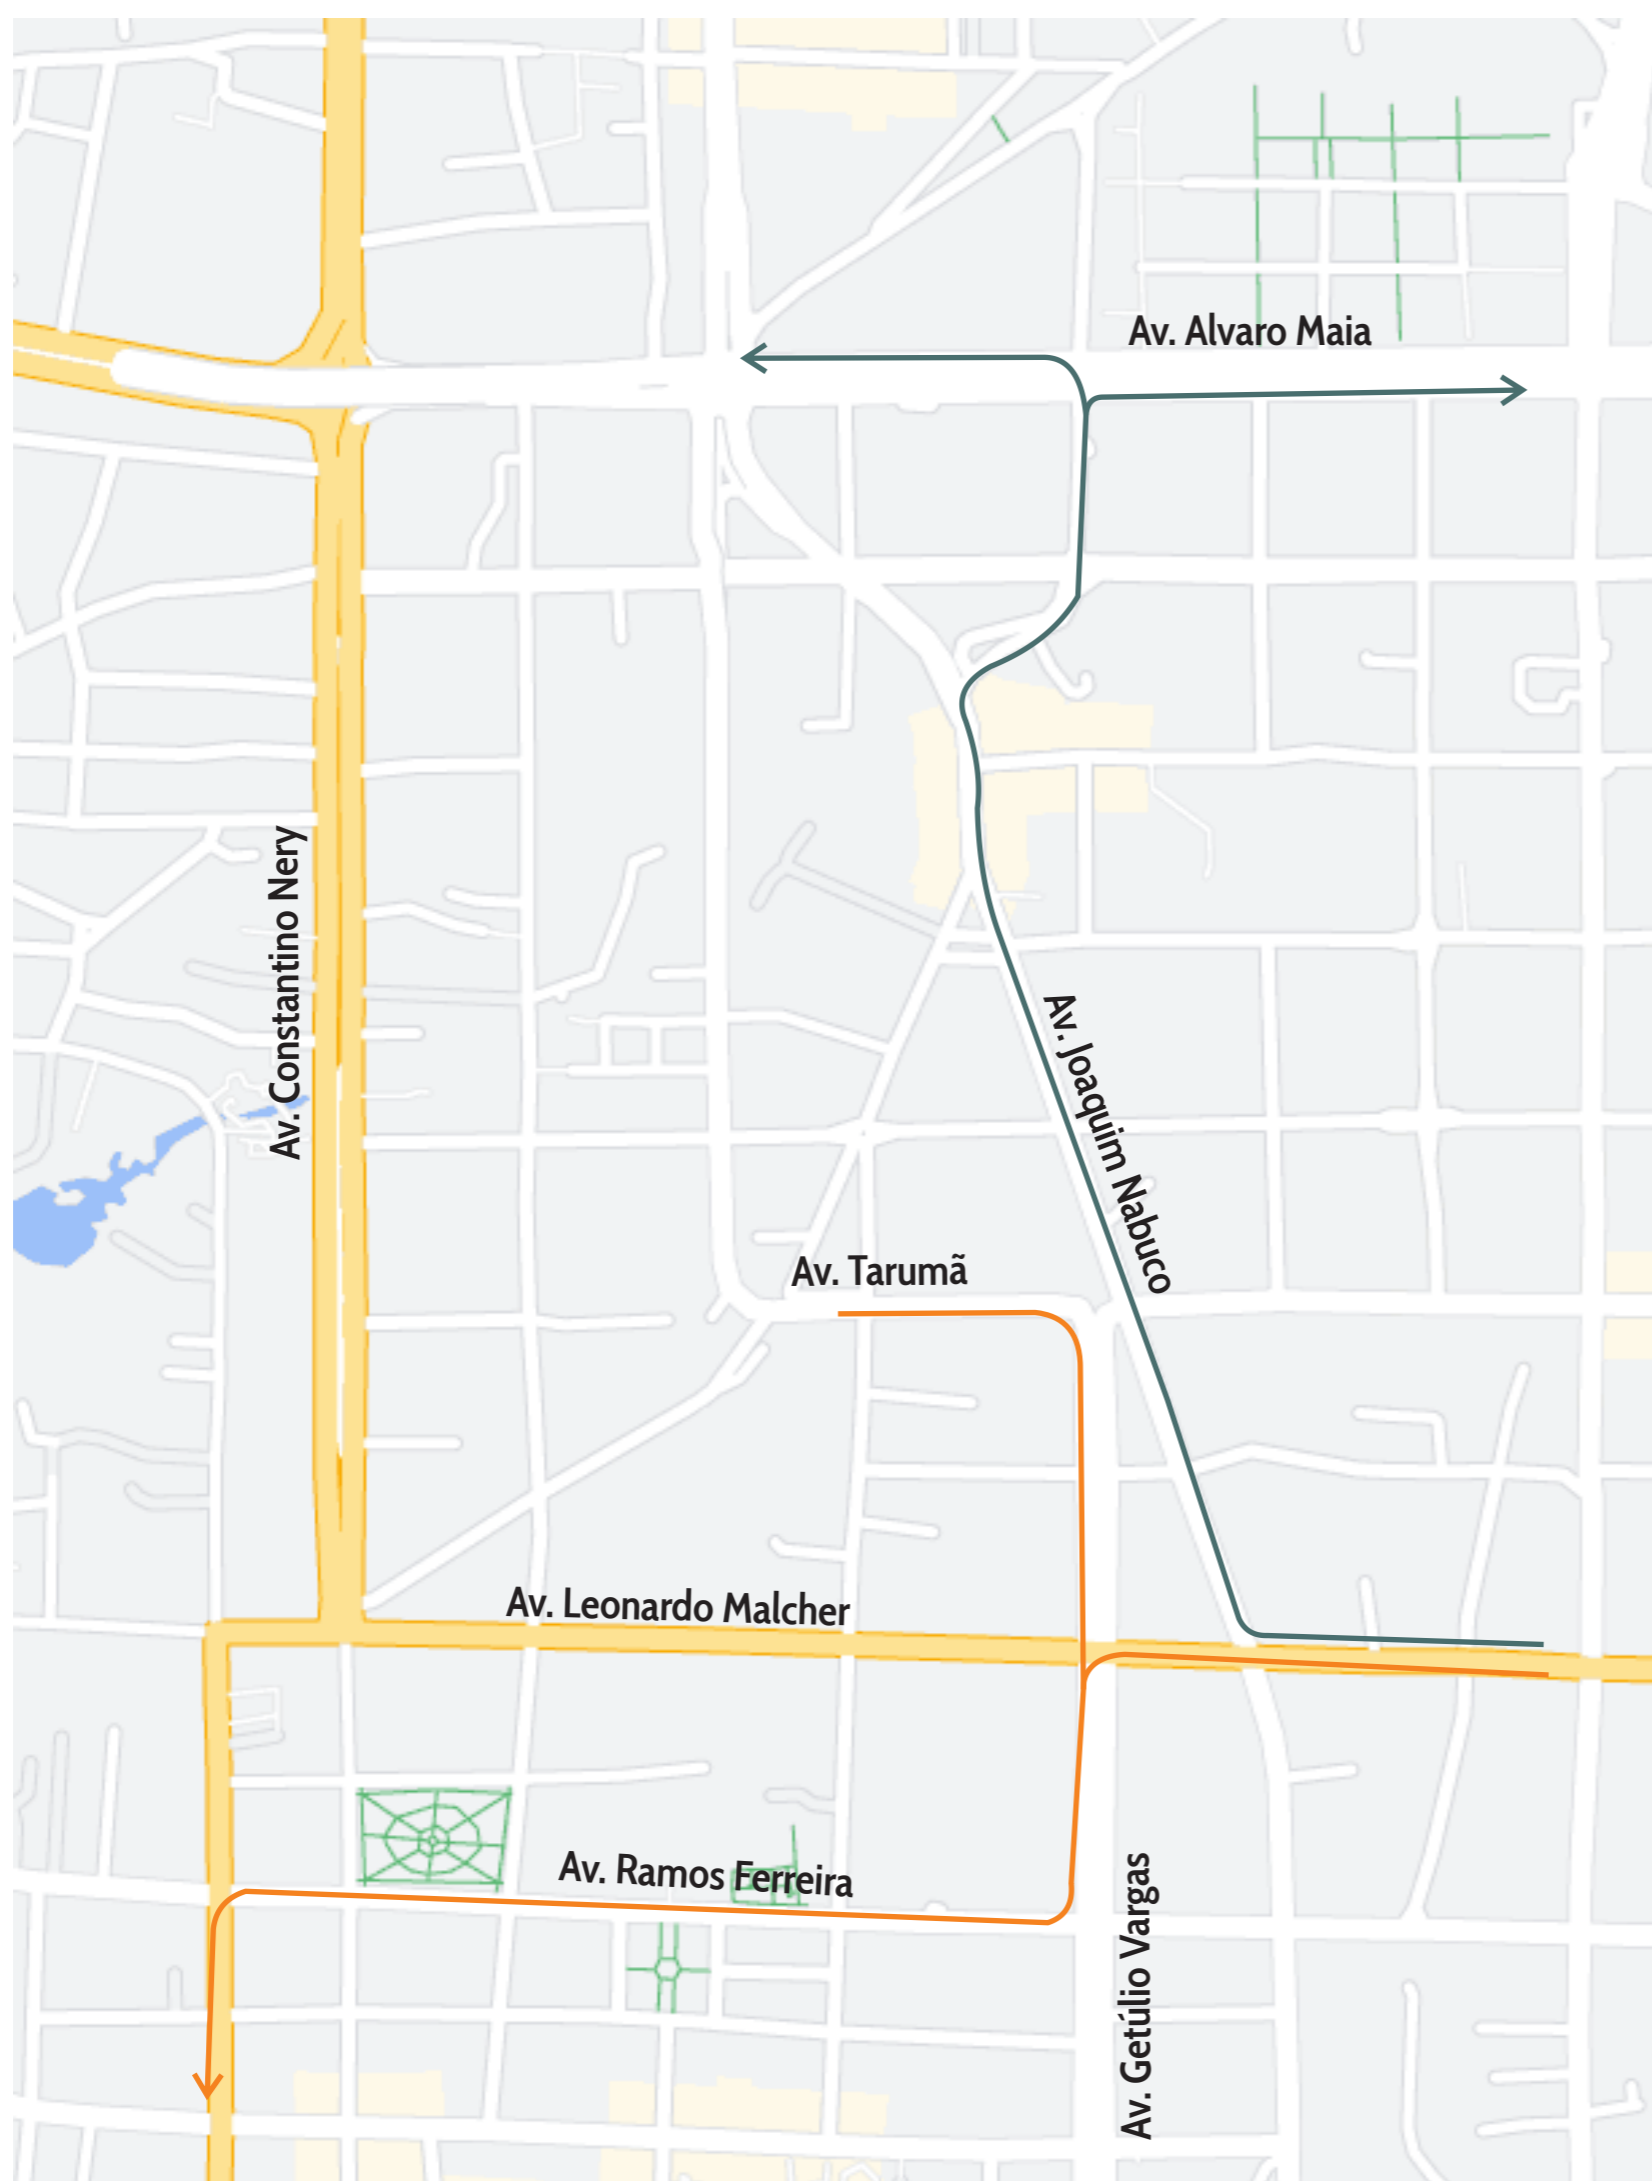 Av. Alvaro Maia
Av. Constantino Nery
Av. Joaquim Nabuco
Av. Tarumã
Av. Leonardo Malcher
Av. Ramos Ferreira
Av. Getúlio Vargas